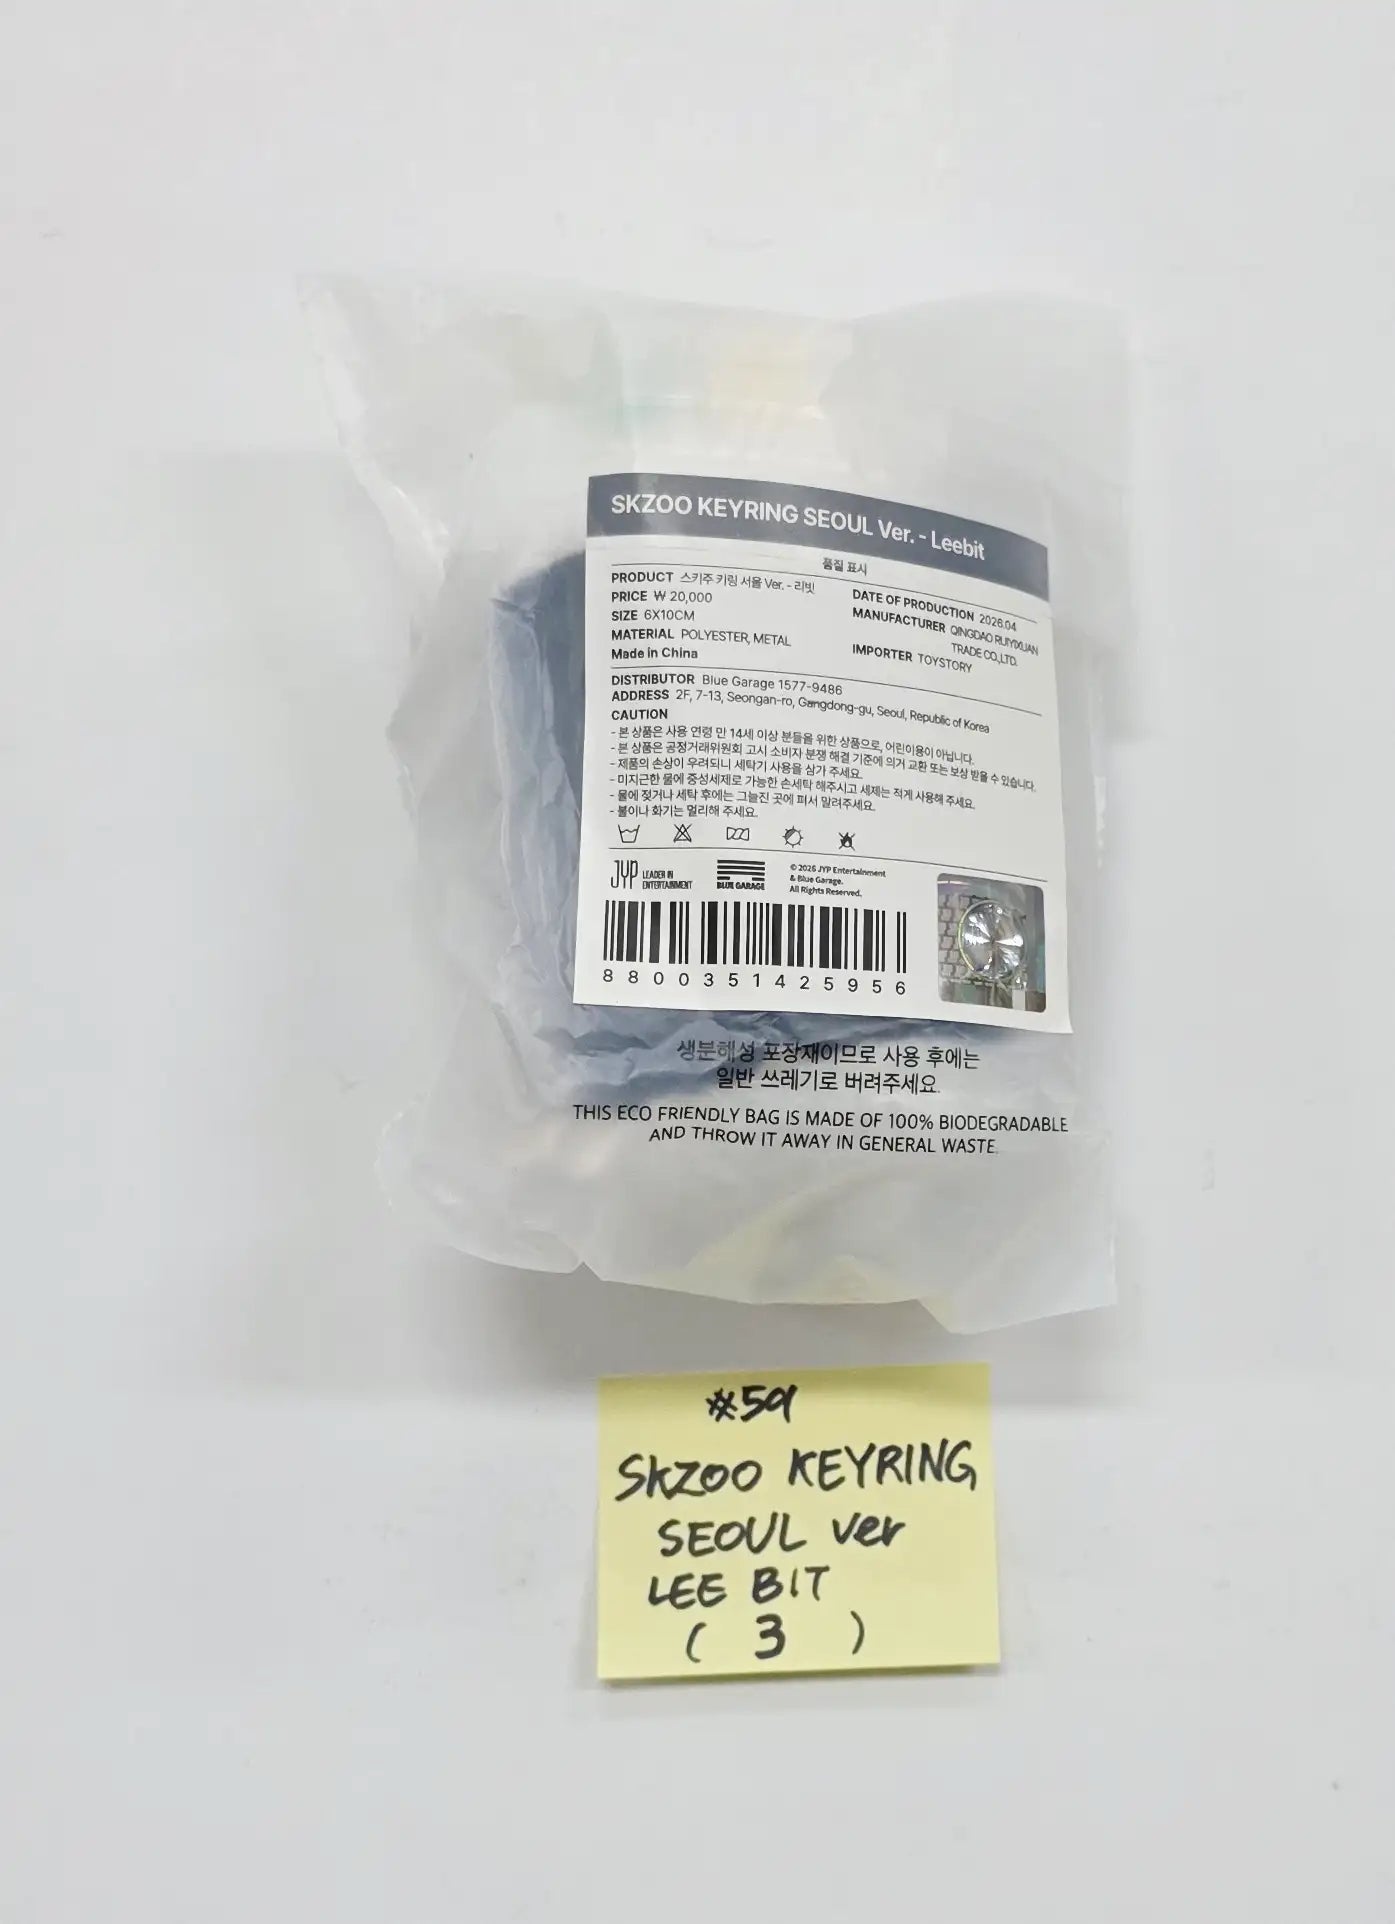 SKZOO KEYRING SEOUL Ver. - Leebit
품질 표시
PRODUCT 스키주 키링 서울 Ver. - 리빗
PRICE ₩ 20,000
SIZE 6X10CM
MATERIAL POLYESTER, METAL
Made in China
DATE OF PRODUCTION 2026.04
MANUFACTURER QINGDAO RUIYIXUAN
TRADE CO.,LTD.
IMPORTER TOYSTORY
DISTRIBUTOR Blue Garage 1577-9486
ADDRESS 2F, 7-13, Seongan-ro, Gangdong-gu, Seoul, Republic of Korea
CAUTION
- 본 상품은 사용 연령 만 14세 이상 분들을 위한 상품으로, 어린이용이 아닙니다.
- 본 상품은 공정거래위원회 고시 소비자 분쟁 해결 기준에 의거 교환 또는 보상 받을 수 있습니다.
- 제품의 손상이 우려되니 세탁기 사용을 삼가 주세요.
- 미지근한 물에 중성세제로 가능한 손세탁 해주시고 세제는 적게 사용해 주세요.
- 물에 젖거나 세탁 후에는 그늘진 곳에 펴서 말려주세요.
- 불이나 화기는 멀리해 주세요.
JYP LEADER IN
ENTERTAINMENT
BLUE GARAGE
© 2026 JYP Entertainment
& Blue Garage.
All Rights Reserved.
8800351425956
생분해성 포장재이므로 사용 후에는
일반 쓰레기로 버려주세요.
THIS ECO FRIENDLY BAG IS MADE OF 100% BIODEGRADABLE
AND THROW IT AWAY IN GENERAL WASTE.
#59
SKZOO KEYRING
SEOUL ver
LEE BIT
( 3 )